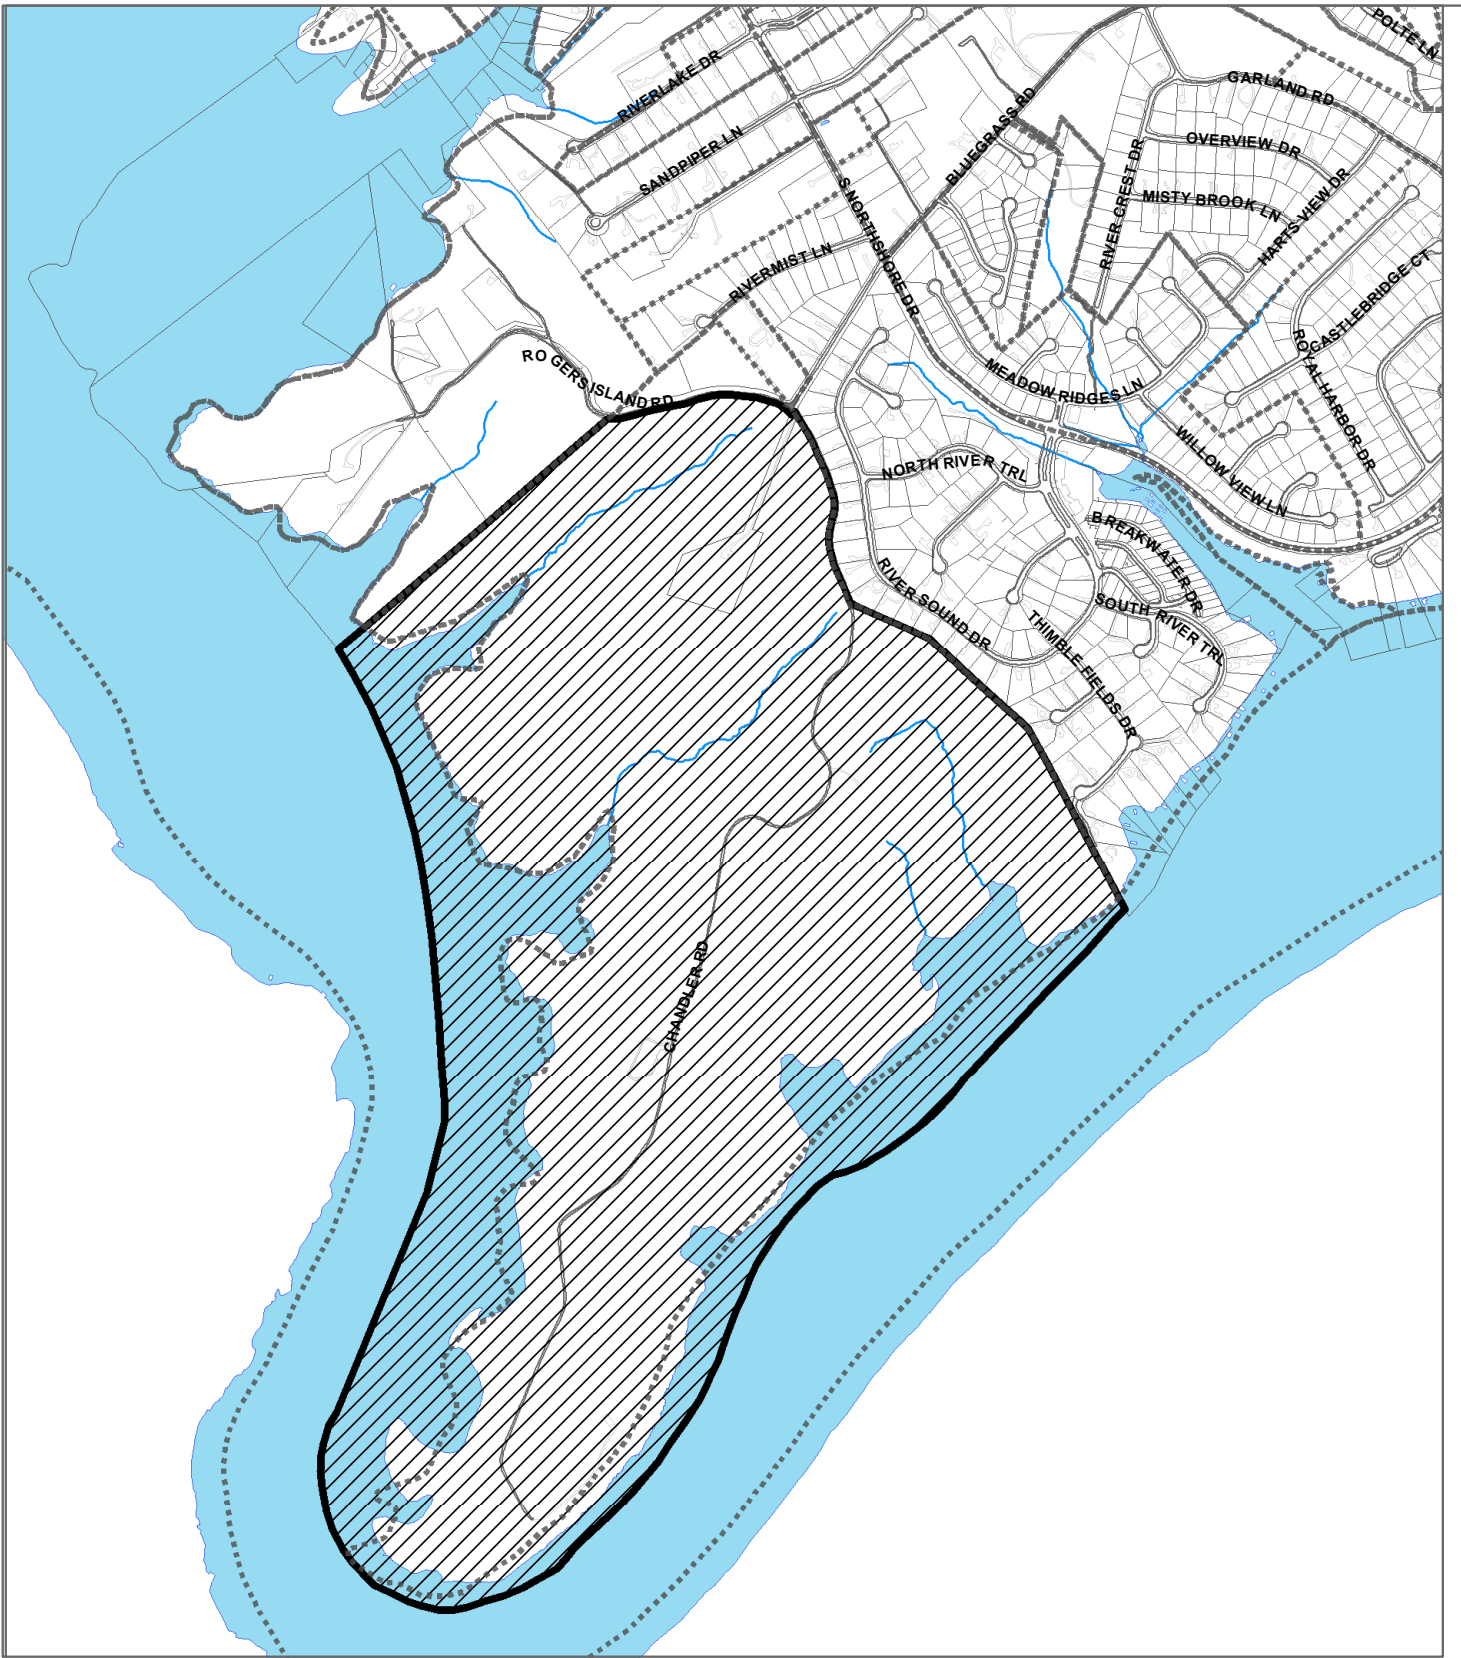 POLTE LN
RIVERLAKE DR
GARLAND RD
BLUEGRASS RD
OVERVIEW DR
SANDPIPER LN
S NORTHSHORE DR
RIVER CREST DR
MISTY BROOK LN
HARTS VIEW DR
RIVERMIST LN
CASTLEBRIDGE CT
ROYAL HARBOR DR
ROGERS ISLAND RD
MEADOW RIDGES LN
WILLOW VIEW LN
NORTH RIVER TRL
BREAKWATER DR
RIVER SOUND DR
SOUTH RIVER TRL
THIMBLE FIELDS DR
CHANDLER RD